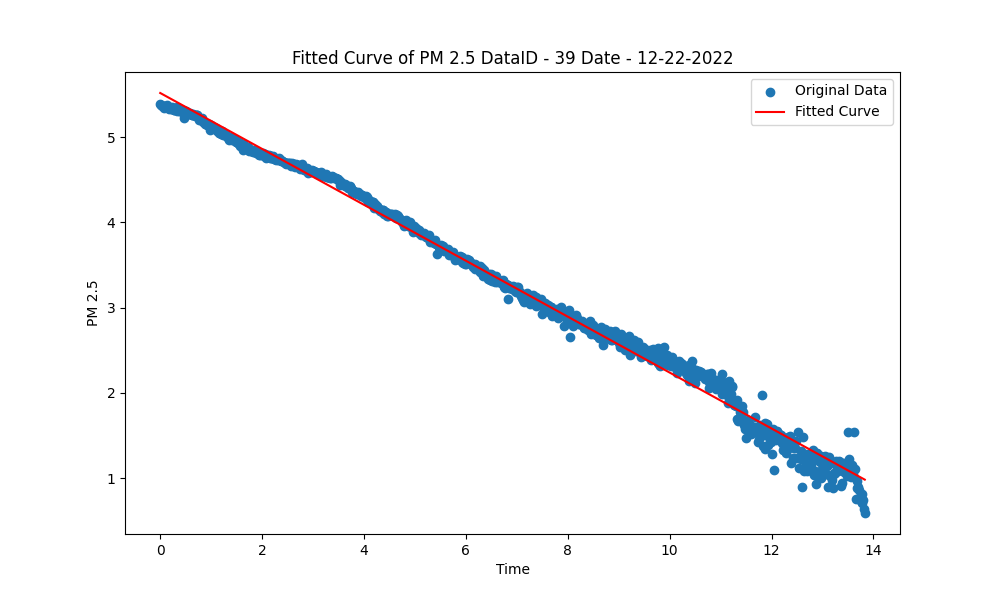 Fitted Curve of PM 2.5 DataID - 39 Date - 12-22-2022
Original Data
Fitted Curve
PM 2.5
5
4
3
2
1
0 2 4 6 8 10 12 14
Time